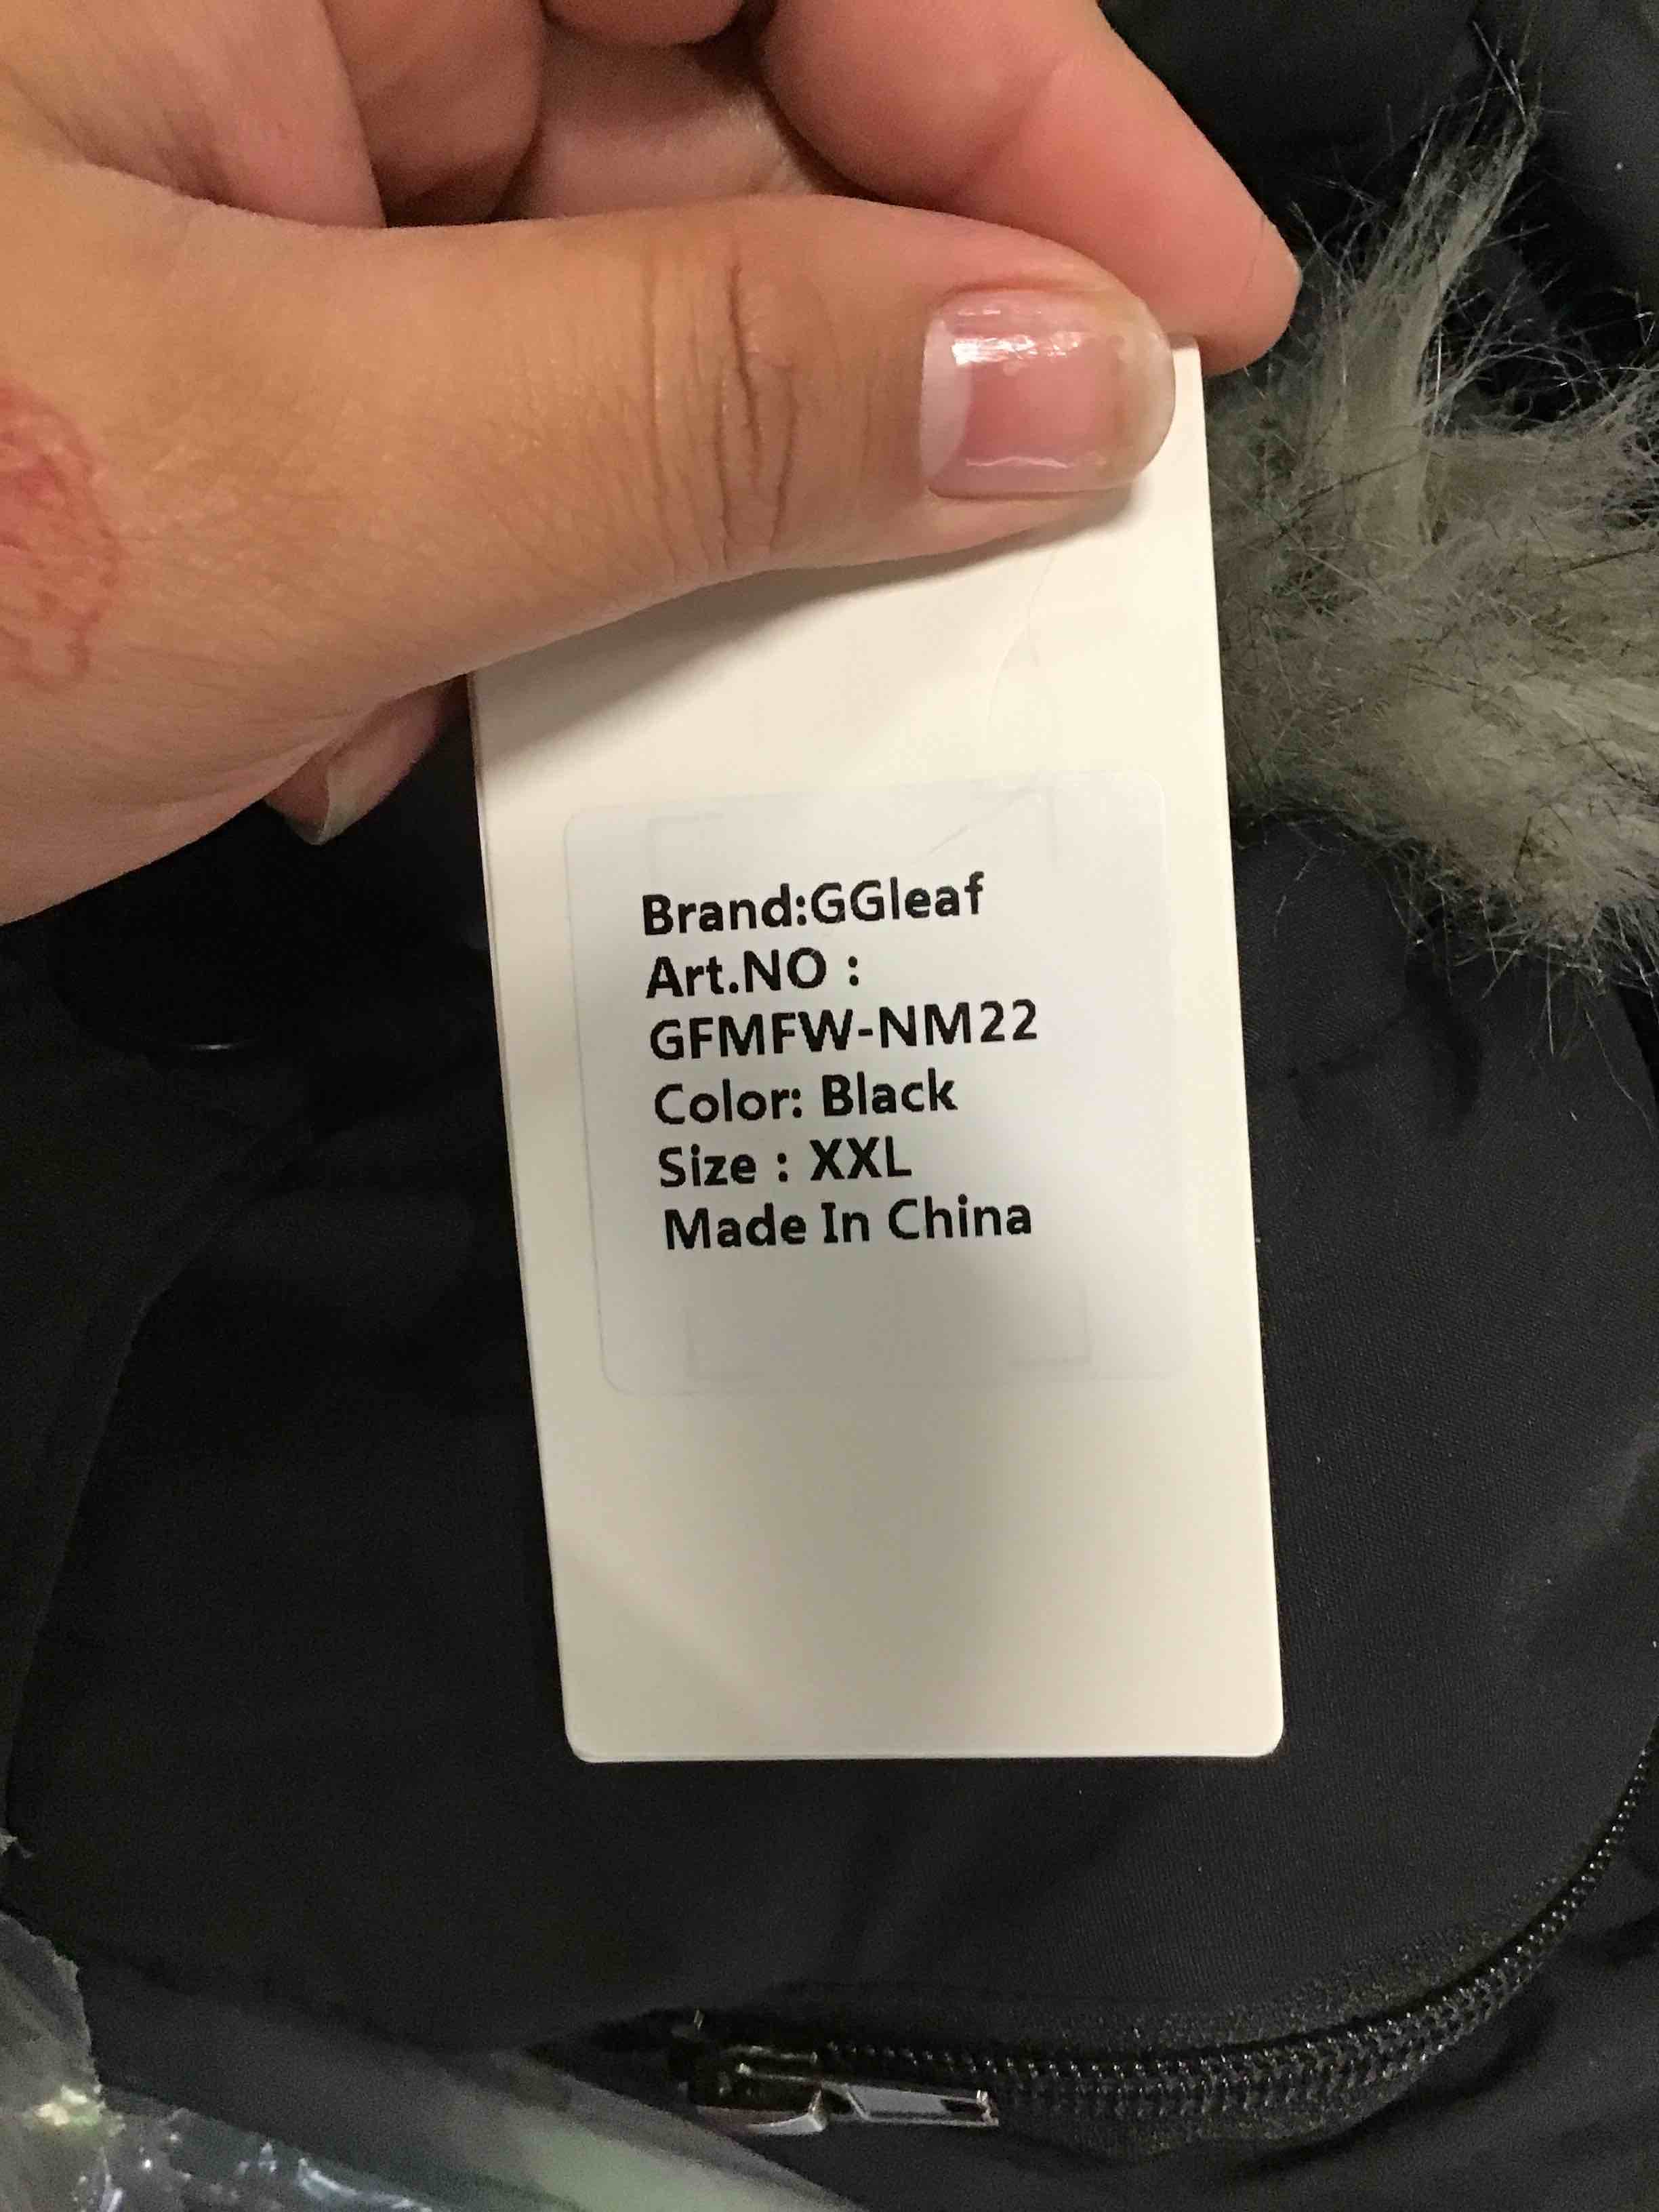 Brand:GGleaf
Art.NO :
GFMFW-NM22
Color: Black
Size : XXL
Made In China